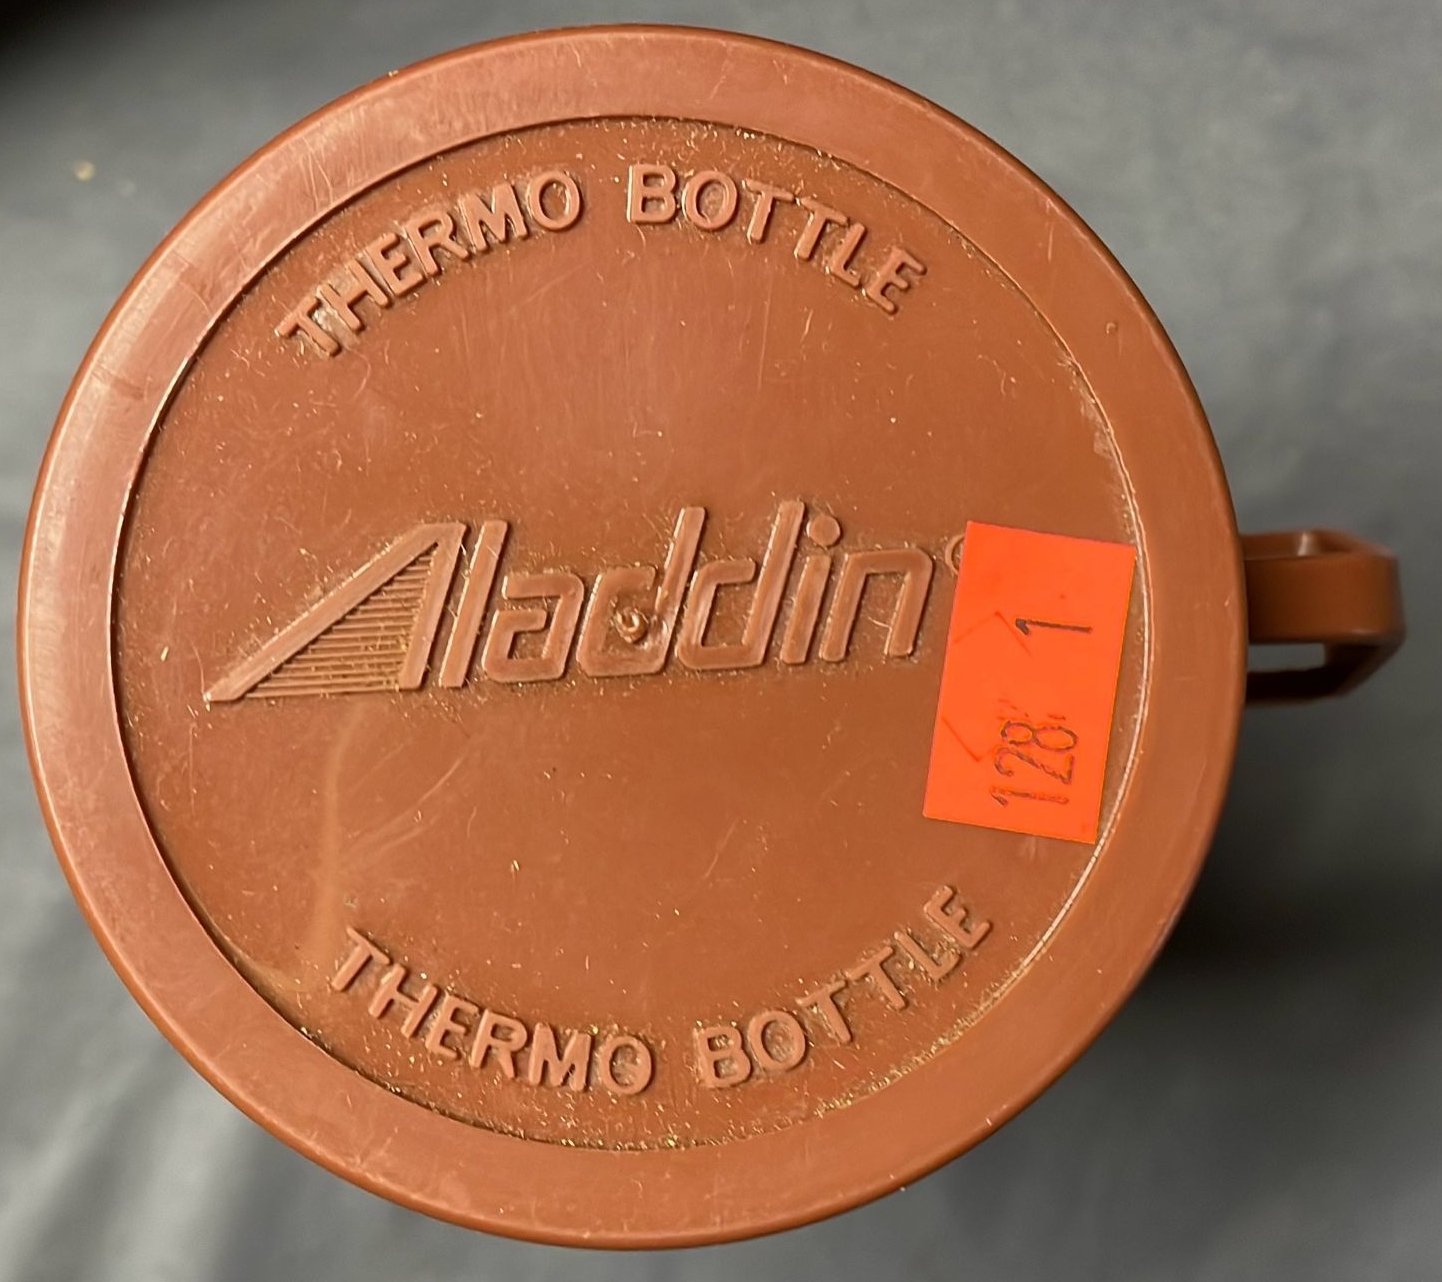 THERMO BOTTLE
Aladdin®
128 1
THERMO BOTTLE